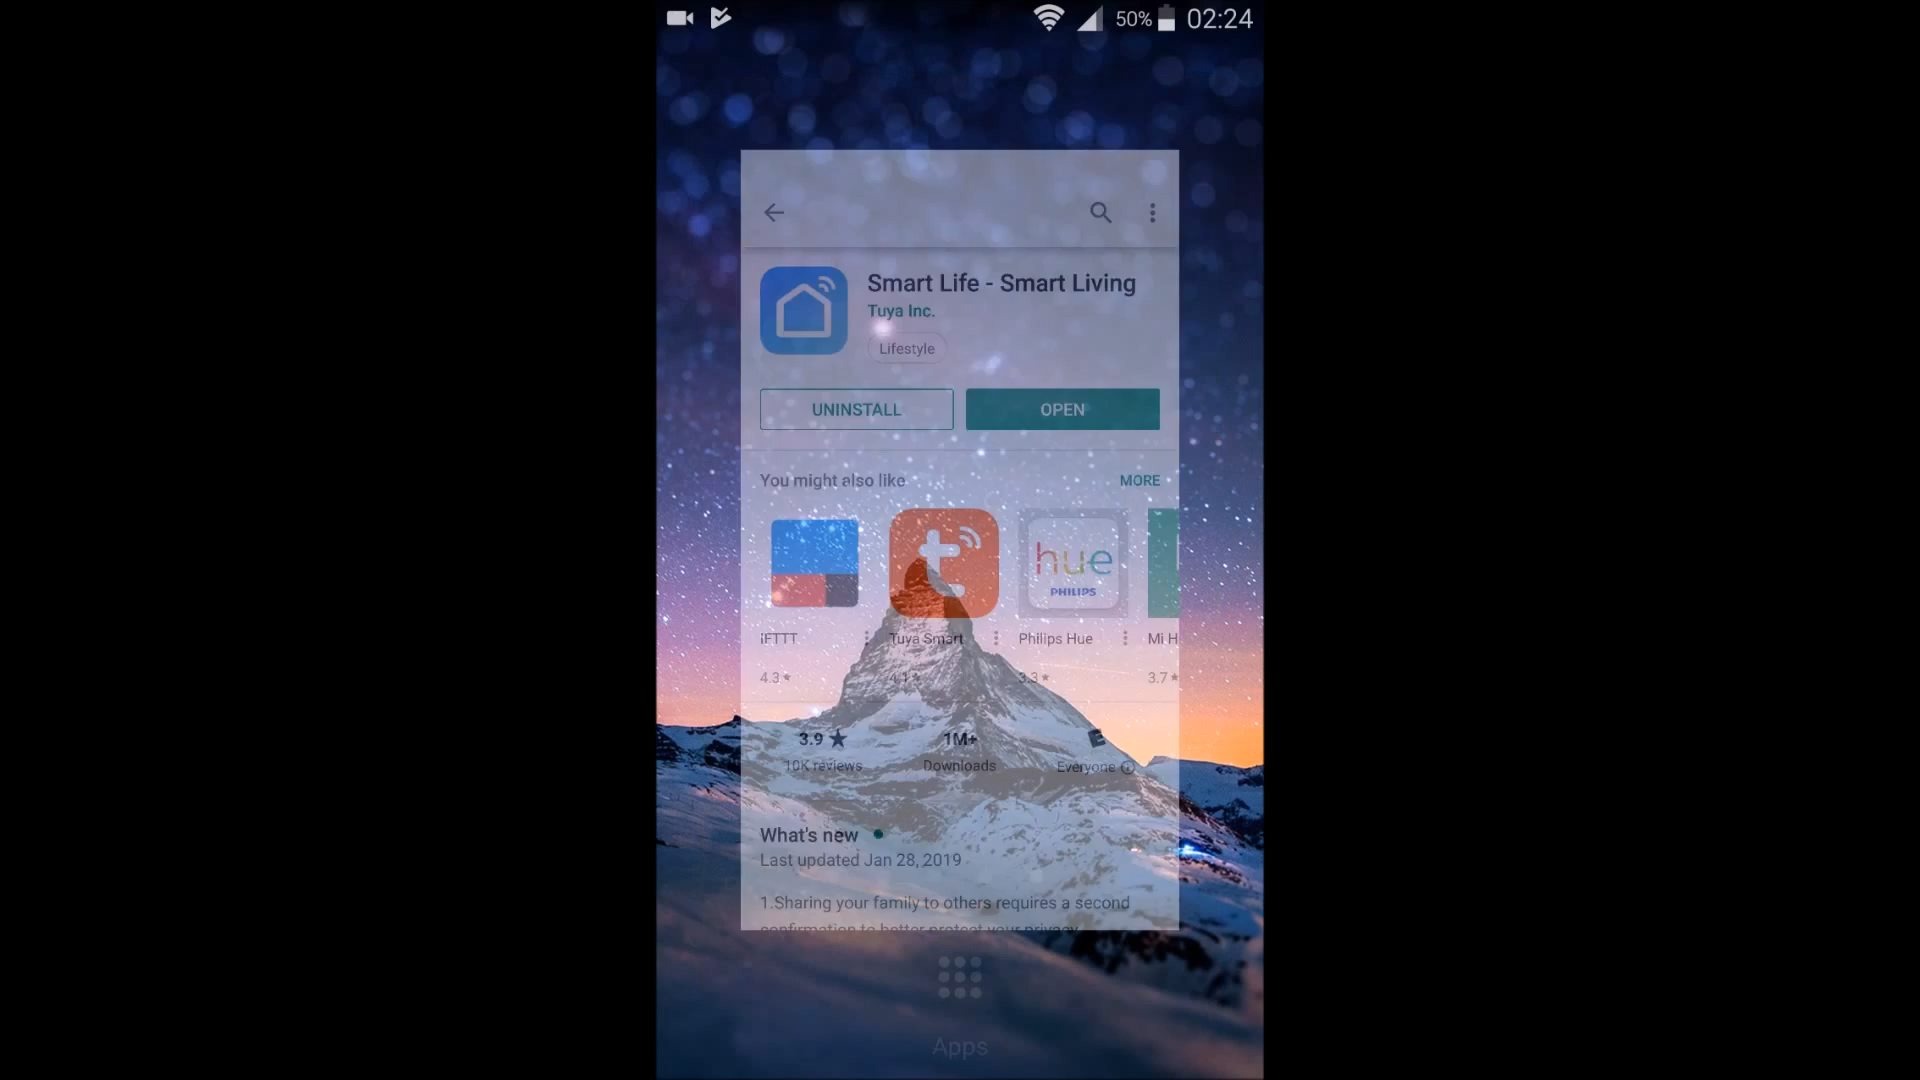 50% 02:24
Smart Life - Smart Living
Tuya Inc.
Lifestyle
UNINSTALL OPEN
You might also like MORE
t
hue
PHILIPS
IFTTT Tuya Smart Philips Hue Mi H
4.3★ 4.1★ 3.3★ 3.7★
3.9★ 1M+ E
10K reviews Downloads Everyone
What's new
Last updated Jan 28, 2019
1.Sharing your family to others requires a second
confirmation to better protect your privacy
Apps